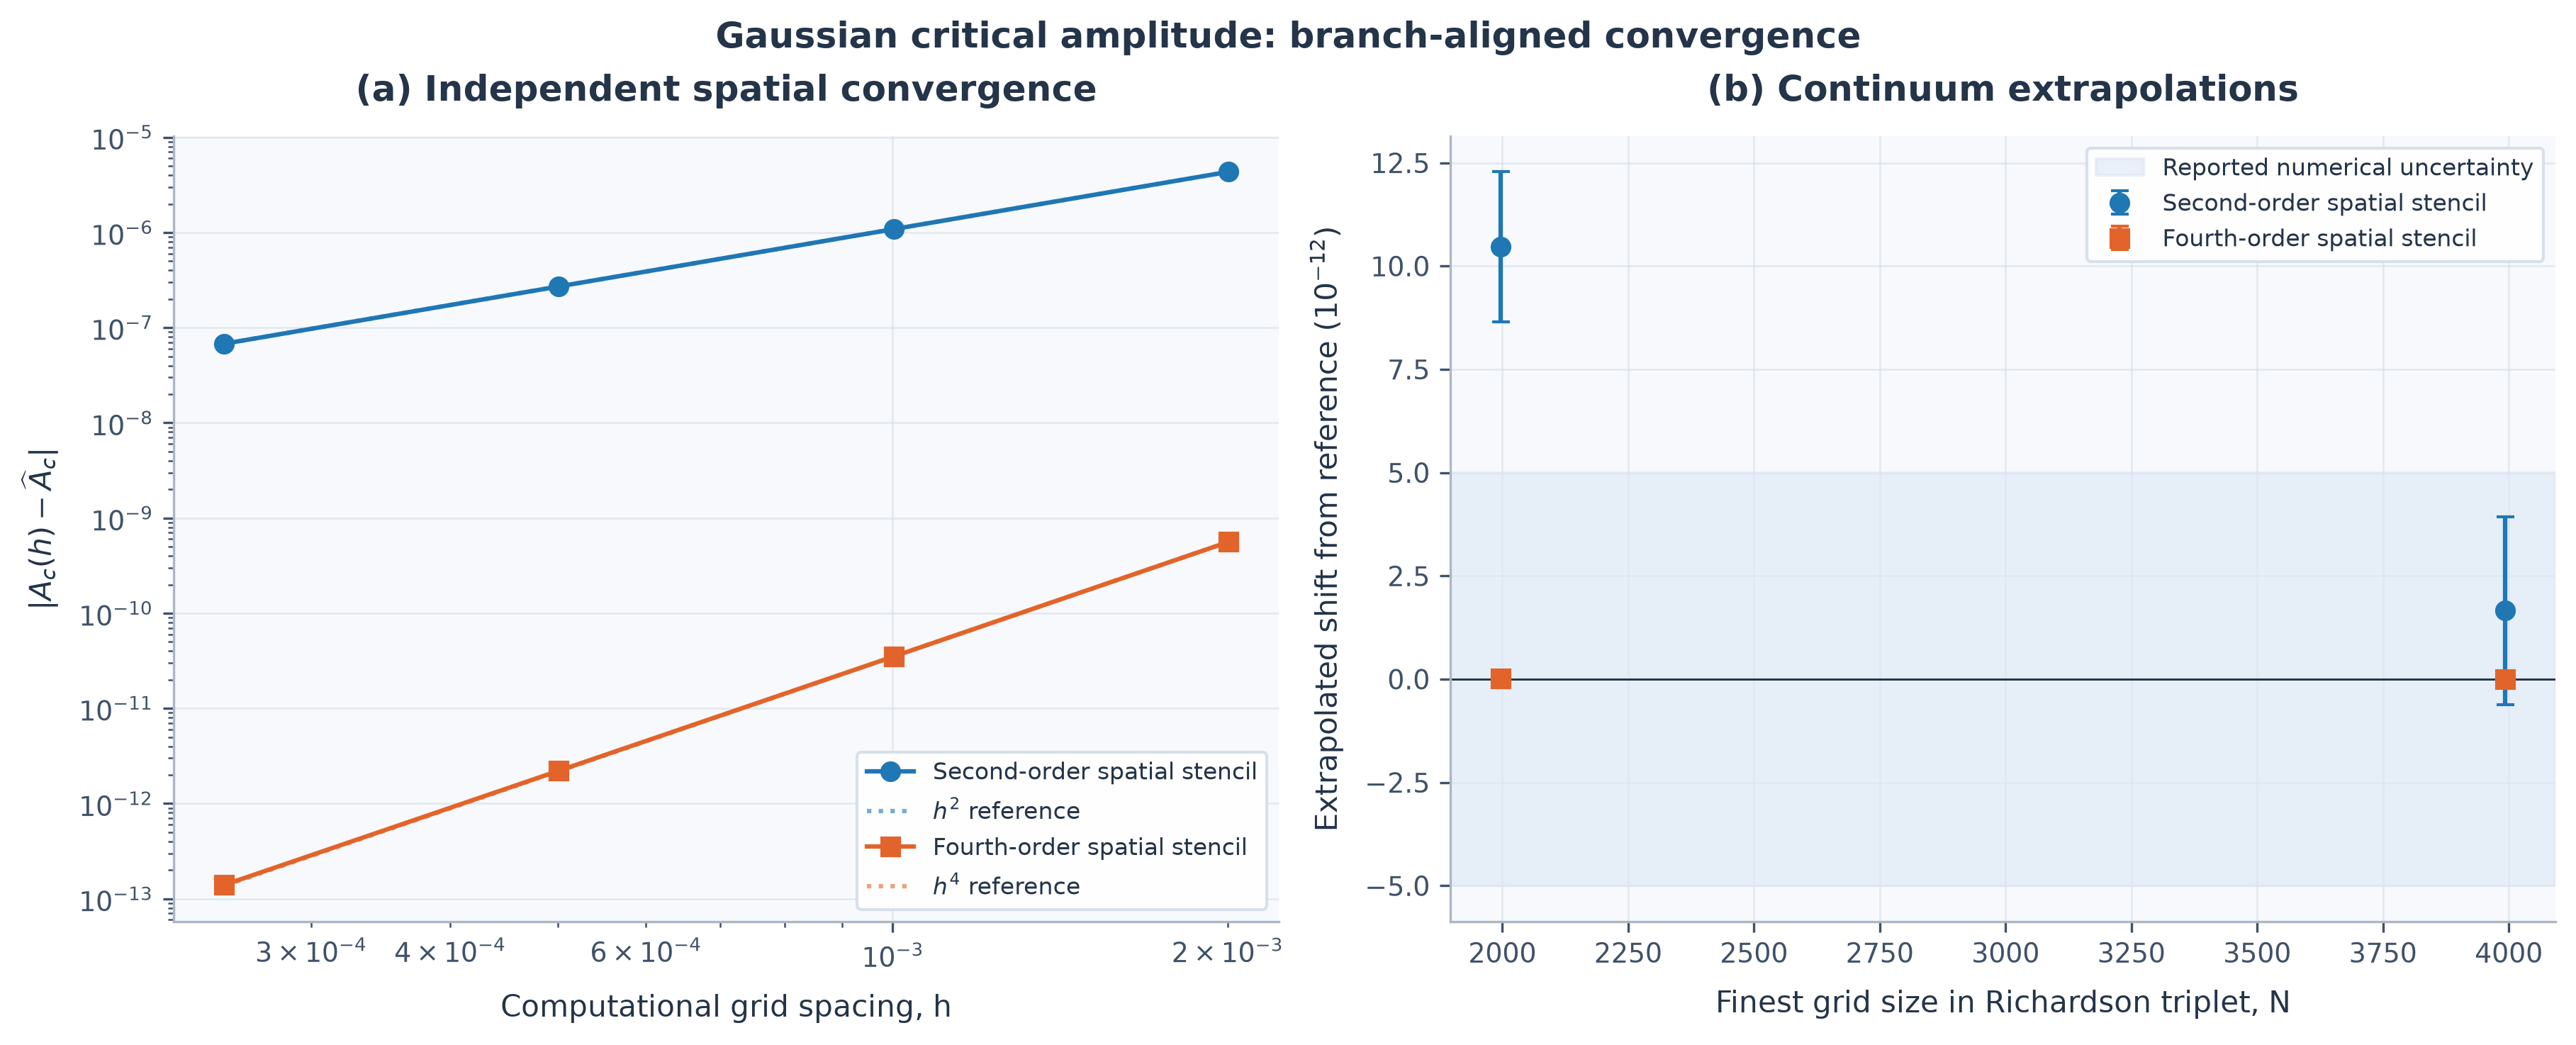 Gaussian critical amplitude: branch-aligned convergence
(a) Independent spatial convergence
|A_c(h) − Â_c|
10⁻⁵
10⁻⁶
10⁻⁷
10⁻⁸
10⁻⁹
10⁻¹⁰
10⁻¹¹
10⁻¹²
10⁻¹³
Second-order spatial stencil
h² reference
Fourth-order spatial stencil
h⁴ reference
3 × 10⁻⁴
4 × 10⁻⁴
6 × 10⁻⁴
10⁻³
2 × 10⁻³
Computational grid spacing, h
(b) Continuum extrapolations
Extrapolated shift from reference (10⁻¹²)
12.5
10.0
7.5
5.0
2.5
0.0
−2.5
−5.0
Reported numerical uncertainty
Second-order spatial stencil
Fourth-order spatial stencil
2000
2250
2500
2750
3000
3250
3500
3750
4000
Finest grid size in Richardson triplet, N